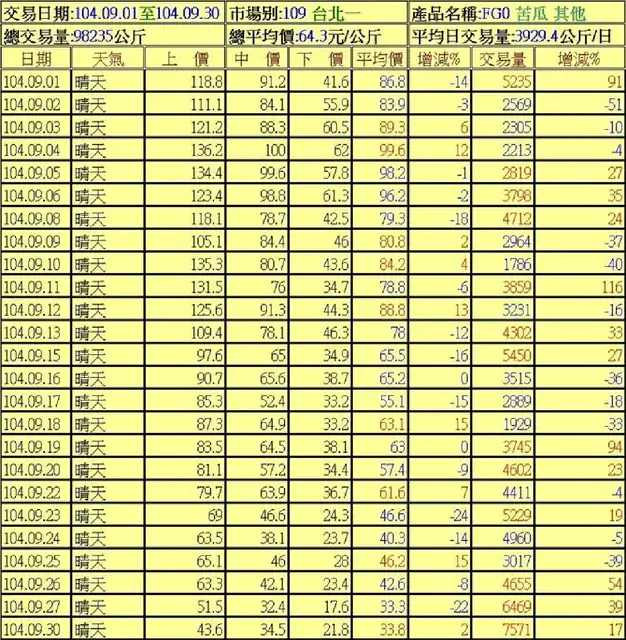 交易日期:104.09.01至104.09.30 市場別:109 台北一 產品名稱:FG0 苦瓜 其他
總交易量:98235公斤 總平均價:64.3元/公斤 平均日交易量:3929.4公斤/日
日期 天氣 上 價 中 價 下 價 平均價 增減% 交易量 增減%
104.09.01 晴天 118.8 91.2 41.6 86.8 -14 5235 91
104.09.02 晴天 111.1 84.1 55.9 83.9 -3 2569 -51
104.09.03 晴天 121.2 88.3 60.5 89.3 6 2305 -10
104.09.04 晴天 136.2 100 62 99.6 12 2213 -4
104.09.05 晴天 134.4 99.6 57.8 98.2 -1 2819 27
104.09.06 晴天 123.4 98.8 61.3 96.2 -2 3798 35
104.09.08 晴天 118.1 78.7 42.5 79.3 -18 4712 24
104.09.09 晴天 105.1 84.4 46 80.8 2 2964 -37
104.09.10 晴天 135.3 80.7 43.6 84.2 4 1786 -40
104.09.11 晴天 131.5 76 34.7 78.8 -6 3859 116
104.09.12 晴天 125.6 91.3 44.3 88.8 13 3231 -16
104.09.13 晴天 109.4 78.1 46.3 78 -12 4302 33
104.09.15 晴天 97.6 65 34.9 65.5 -16 5450 27
104.09.16 晴天 90.7 65.6 38.7 65.2 0 3515 -36
104.09.17 晴天 85.3 52.4 33.2 55.1 -15 2889 -18
104.09.18 晴天 87.3 64.9 33.2 63.1 15 1929 -33
104.09.19 晴天 83.5 64.5 38.1 63 0 3745 94
104.09.20 晴天 81.1 57.2 34.4 57.4 -9 4602 23
104.09.22 晴天 79.7 63.9 36.7 61.6 7 4411 -4
104.09.23 晴天 69 46.6 24.3 46.6 -24 5229 19
104.09.24 晴天 63.5 38.1 23.7 40.3 -14 4960 -5
104.09.25 晴天 65.1 46 28 46.2 15 3017 -39
104.09.26 晴天 63.3 42.1 23.4 42.6 -8 4655 54
104.09.27 晴天 51.5 32.4 17.6 33.3 -22 6469 39
104.09.30 晴天 43.6 34.5 21.8 33.8 2 7571 17